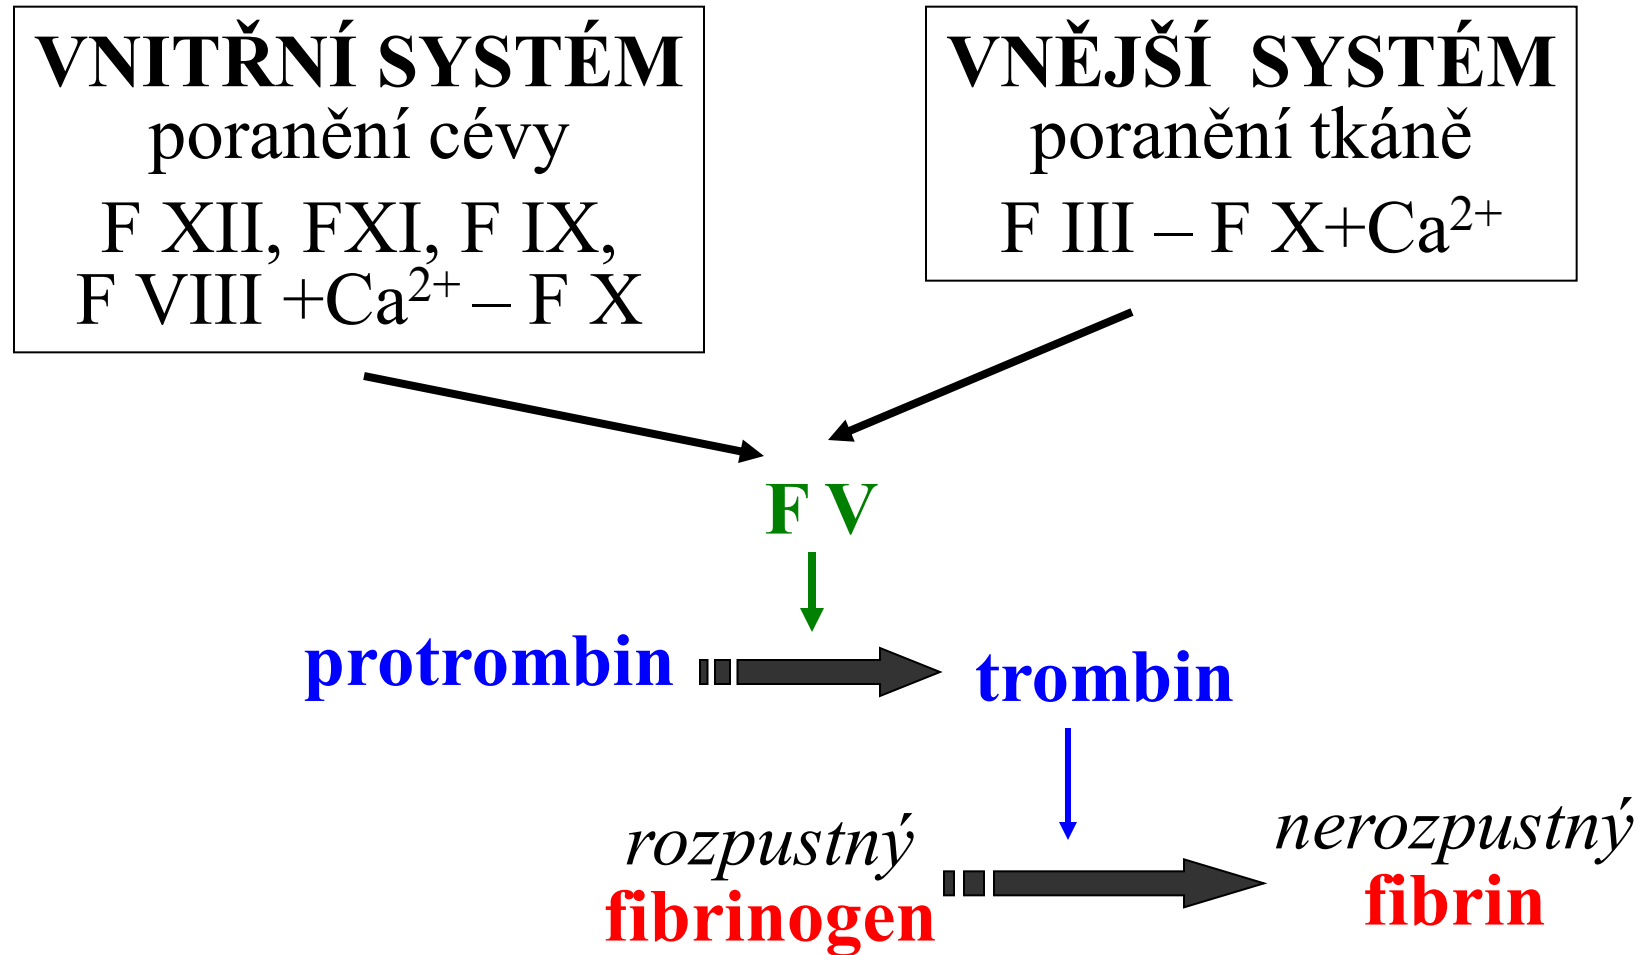 VNITŘNÍ SYSTÉM
poranění cévy
F XII, FXI, F IX,
F VIII +Ca²⁺ – F X
VNĚJŠÍ SYSTÉM
poranění tkáně
F III – F X+Ca²⁺
F V
protrombin
trombin
rozpustný
fibrinogen
nerozpustný
fibrin